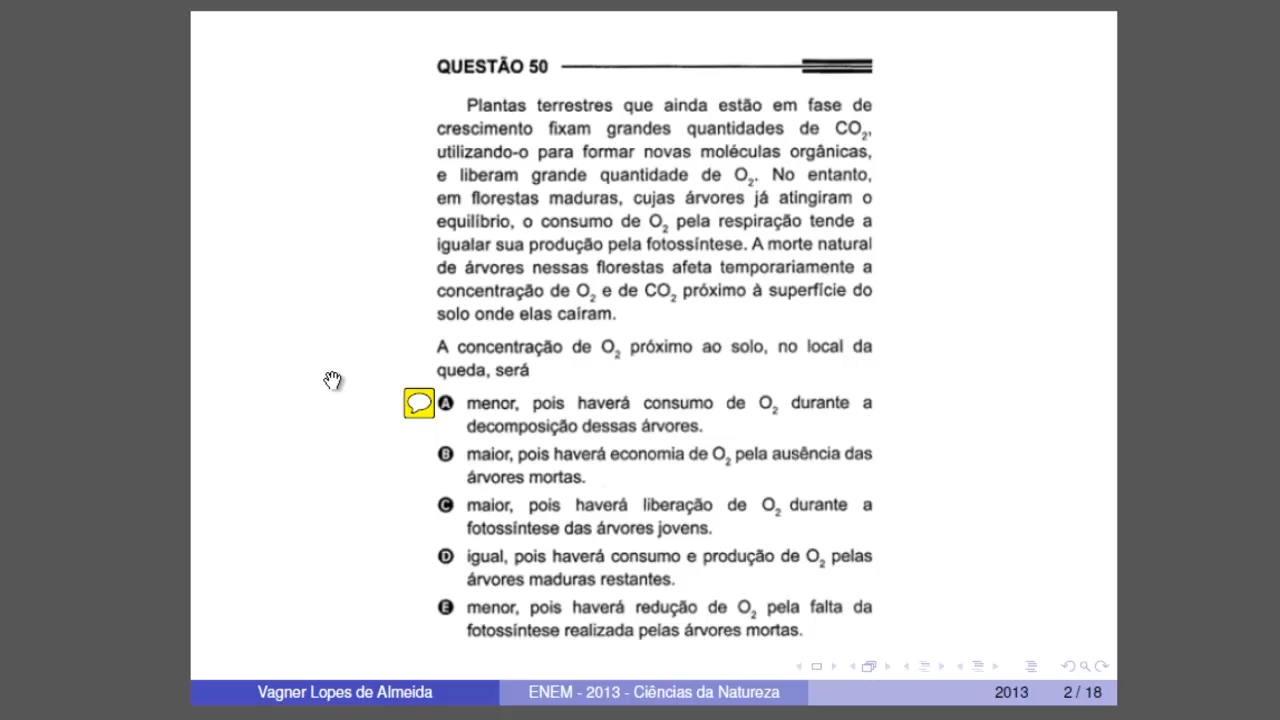 QUESTÃO 50
Plantas terrestres que ainda estão em fase de
crescimento fixam grandes quantidades de CO₂,
utilizando-o para formar novas moléculas orgânicas,
e liberam grande quantidade de O₂. No entanto,
em florestas maduras, cujas árvores já atingiram o
equilíbrio, o consumo de O₂ pela respiração tende a
igualar sua produção pela fotossíntese. A morte natural
de árvores nessas florestas afeta temporariamente a
concentração de O₂ e de CO₂ próximo à superfície do
solo onde elas caíram.
A concentração de O₂ próximo ao solo, no local da
queda, será
A menor, pois haverá consumo de O₂ durante a
decomposição dessas árvores.
B maior, pois haverá economia de O₂ pela ausência das
árvores mortas.
C maior, pois haverá liberação de O₂ durante a
fotossíntese das árvores jovens.
D igual, pois haverá consumo e produção de O₂ pelas
árvores maduras restantes.
E menor, pois haverá redução de O₂ pela falta da
fotossíntese realizada pelas árvores mortas.
Vagner Lopes de Almeida ENEM - 2013 - Ciências da Natureza 2013 2 / 18